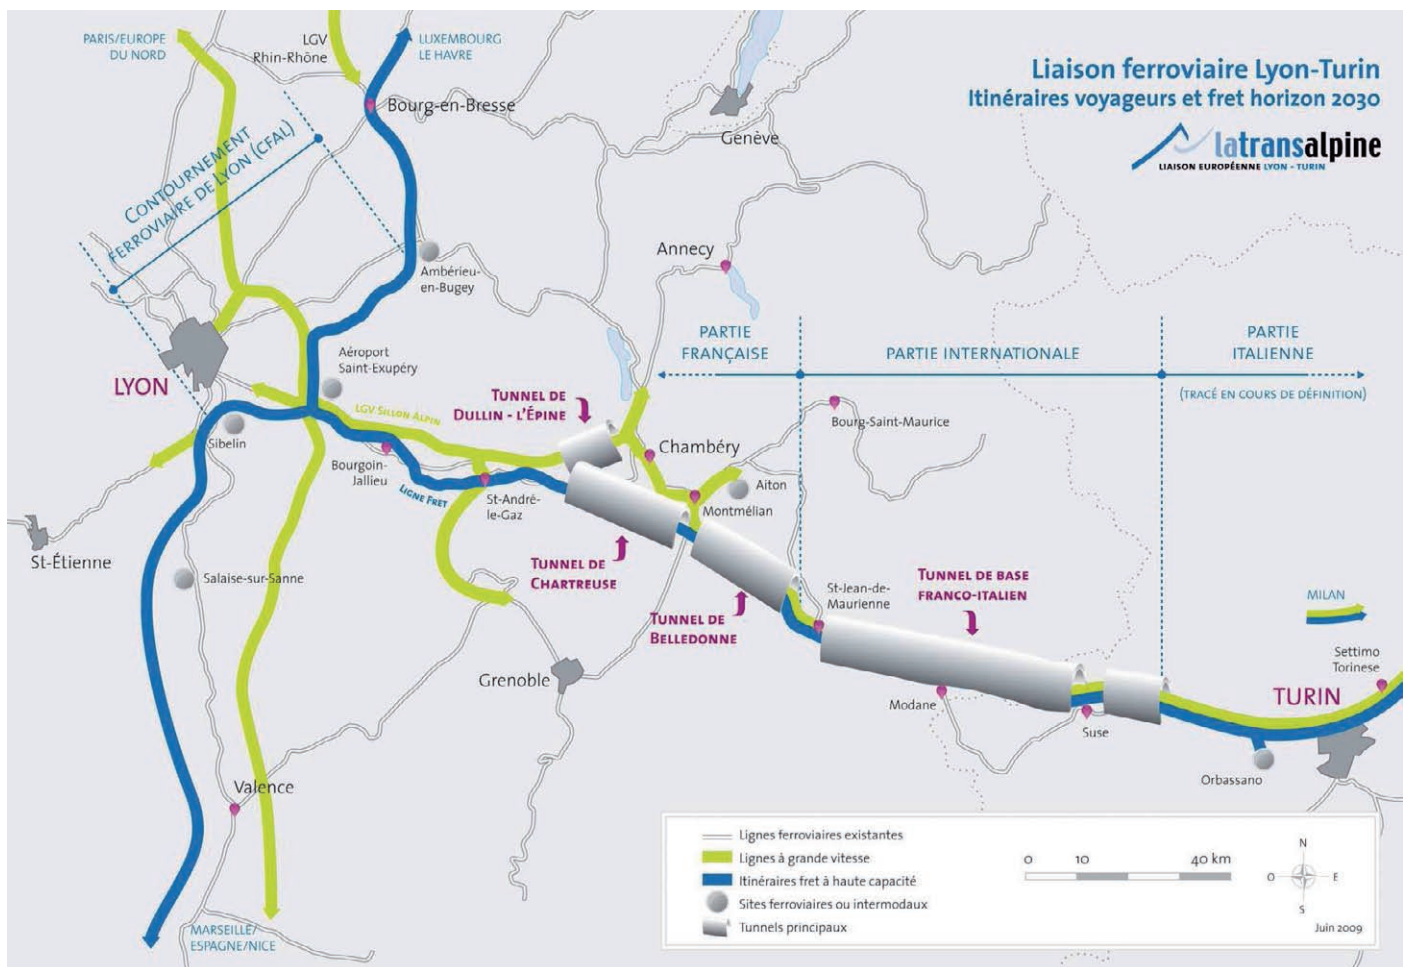 Liaison ferroviaire Lyon-Turin
Itinéraires voyageurs et fret horizon 2030
latransalpine
LIAISON EUROPÉENNE LYON - TURIN
PARIS/EUROPE
DU NORD
LGV
Rhin-Rhône
LUXEMBOURG
LE HAVRE
Bourg-en-Bresse
Genève
CONTOURNEMENT
FERROVIAIRE DE LYON (CFAL)
Ambérieu-
en-Bugey
Annecy
PARTIE
FRANÇAISE
PARTIE INTERNATIONALE
PARTIE
ITALIENNE
(TRACÉ EN COURS DE DÉFINITION)
LYON
Aéroport
Saint-Exupéry
LGV SILLON ALPIN
TUNNEL DE
DULLIN - L'ÉPINE
Bourg-Saint-Maurice
Sibelin
Bourgoin-
Jallieu
LIGNE FRET
St-André-
le-Gaz
Chambéry
Aiton
Montmélian
St-Étienne
Salaise-sur-Sanne
TUNNEL DE
CHARTREUSE
TUNNEL DE
BELLEDONNE
St-Jean-de-
Maurienne
TUNNEL DE BASE
FRANCO-ITALIEN
MILAN
Settimo
Torinese
Grenoble
Modane
Suse
TURIN
Orbassano
Valence
MARSEILLE/
ESPAGNE/NICE
Lignes ferroviaires existantes
Lignes à grande vitesse
Itinéraires fret à haute capacité
Sites ferroviaires ou intermodaux
Tunnels principaux
0 10 40 km
N
O E
S
Juin 2009